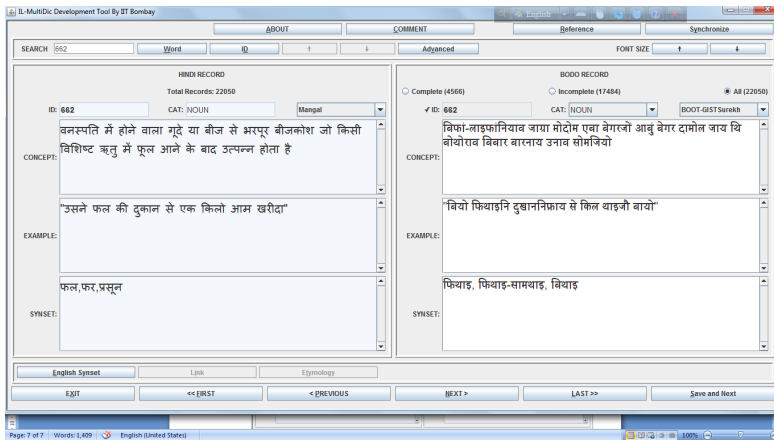 IL-MultiDic Development Tool By IIT Bombay
English
ABOUT
COMMENT
Reference
Synchronize
SEARCH
662
Word
ID
Advanced
FONT SIZE
HINDI RECORD
Total Records: 22050
ID: 662
CAT: NOUN
Mangal
CONCEPT:
वनस्पति में होने वाला गूदे या बीज से भरपूर बीजकोश जो किसी
विशिष्ट ऋतु में फूल आने के बाद उत्पन्न होता है
EXAMPLE:
"उसने फल की दुकान से एक किलो आम खरीदा"
SYNSET:
फल,फर,प्रसून
BODO RECORD
Complete (4566)
Incomplete (17484)
All (22050)
✓ ID: 662
CAT: NOUN
BOOT-GISTSurekh
CONCEPT:
बिफां-लाइफांनियाव जाया मोदोम एबा बेगरजों आबुं बेगर दामोल जाय थि
बोथोराव बिबार बारनाय उनाव सोमजियो
EXAMPLE:
"बियो फिथाइनि दुखाननिफ्राय से किल थाइजौ बायो"
SYNSET:
फिथाइ, फिथाइ-सामथाइ, बिथाइ
English Synset
Link
Etymology
EXIT
<< FIRST
< PREVIOUS
NEXT >
LAST >>
Save and Next
Page: 7 of 7
Words: 1,409
English (United States)
100%